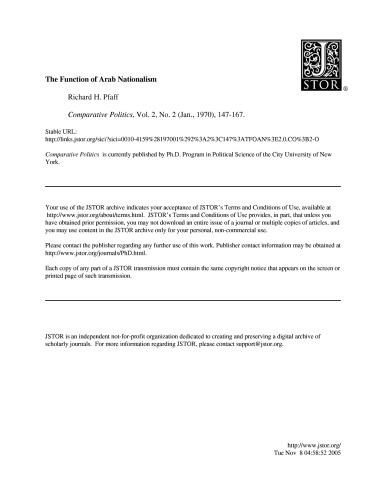 JSTOR
®
The Function of Arab Nationalism
Richard H. Pfaff
Comparative Politics, Vol. 2, No. 2 (Jan., 1970), 147-167.
Stable URL:
http://links.jstor.org/sici?sici=0010-4159%28197001%292%3A2%3C147%3ATFOAN%3E2.0.CO%3B2-O
Comparative Politics is currently published by Ph.D. Program in Political Science of the City University of New
York.
Your use of the JSTOR archive indicates your acceptance of JSTOR's Terms and Conditions of Use, available at
http://www.jstor.org/about/terms.html. JSTOR's Terms and Conditions of Use provides, in part, that unless you
have obtained prior permission, you may not download an entire issue of a journal or multiple copies of articles, and
you may use content in the JSTOR archive only for your personal, non-commercial use.
Please contact the publisher regarding any further use of this work. Publisher contact information may be obtained at
http://www.jstor.org/journals/PhD.html.
Each copy of any part of a JSTOR transmission must contain the same copyright notice that appears on the screen or
printed page of such transmission.
JSTOR is an independent not-for-profit organization dedicated to creating and preserving a digital archive of
scholarly journals. For more information regarding JSTOR, please contact support@jstor.org.
http://www.jstor.org/
Tue Nov 8 04:58:52 2005